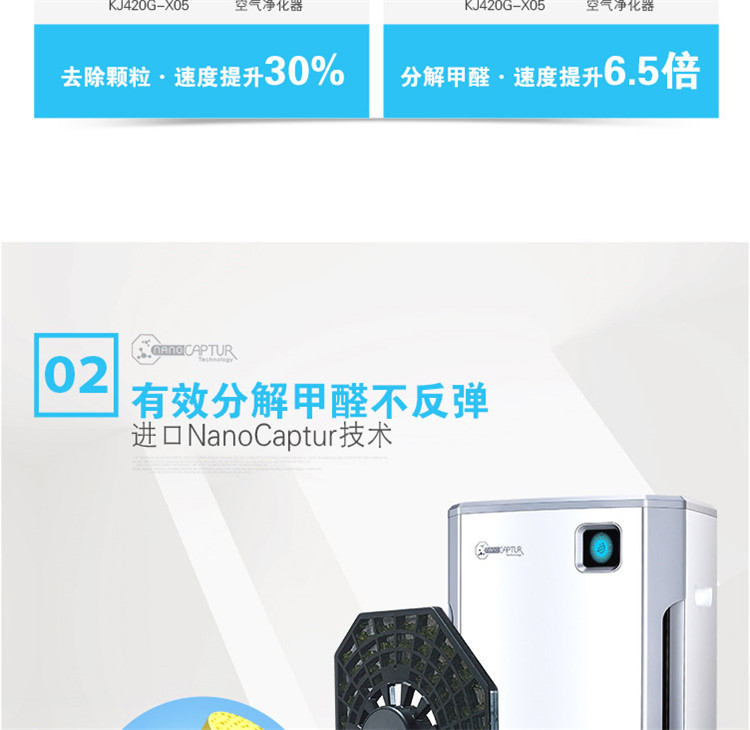 KJ420G-X05 空气净化器
KJ420G-X05 空气净化器
去除颗粒·速度提升30%
分解甲醛·速度提升6.5倍
02
NANOCAPTUR
Technology
有效分解甲醛不反弹
进口NanoCaptur技术
NANOCAPTUR